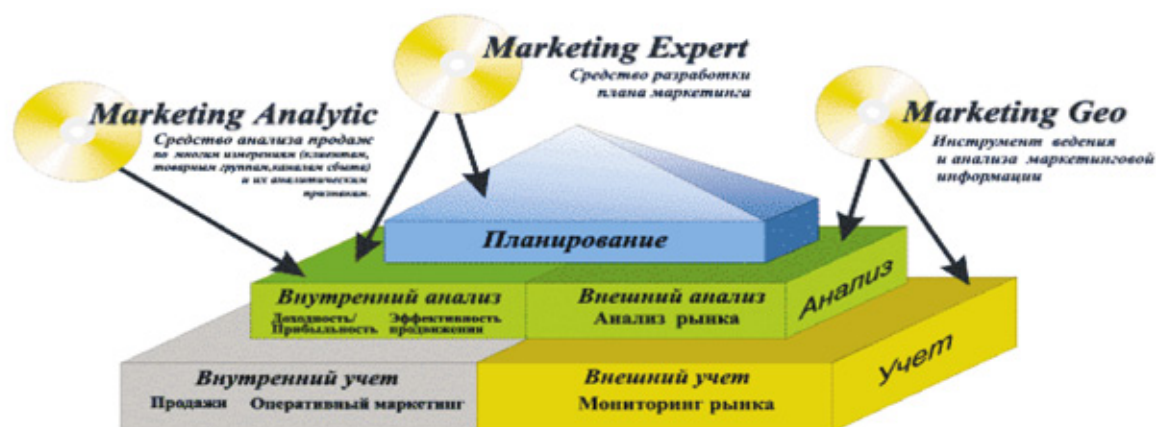 Marketing Expert
Средство разработки
плана маркетинга
Marketing Analytic
Средство анализа продаж
по многим измерениям (клиентам,
товарным группам,каналам сбыта)
и их аналитическим
признакам.
Marketing Geo
Инструмент ведения
и анализа маркетинговой
информации
Планирование
Внутренний анализ
Доходность/ Эффективность
Прибыльность продвижения
Внешний анализ
Анализ рынка
Анализ
Внутренний учет
Продажи Оперативный маркетинг
Внешний учет
Мониторинг рынка
Учет